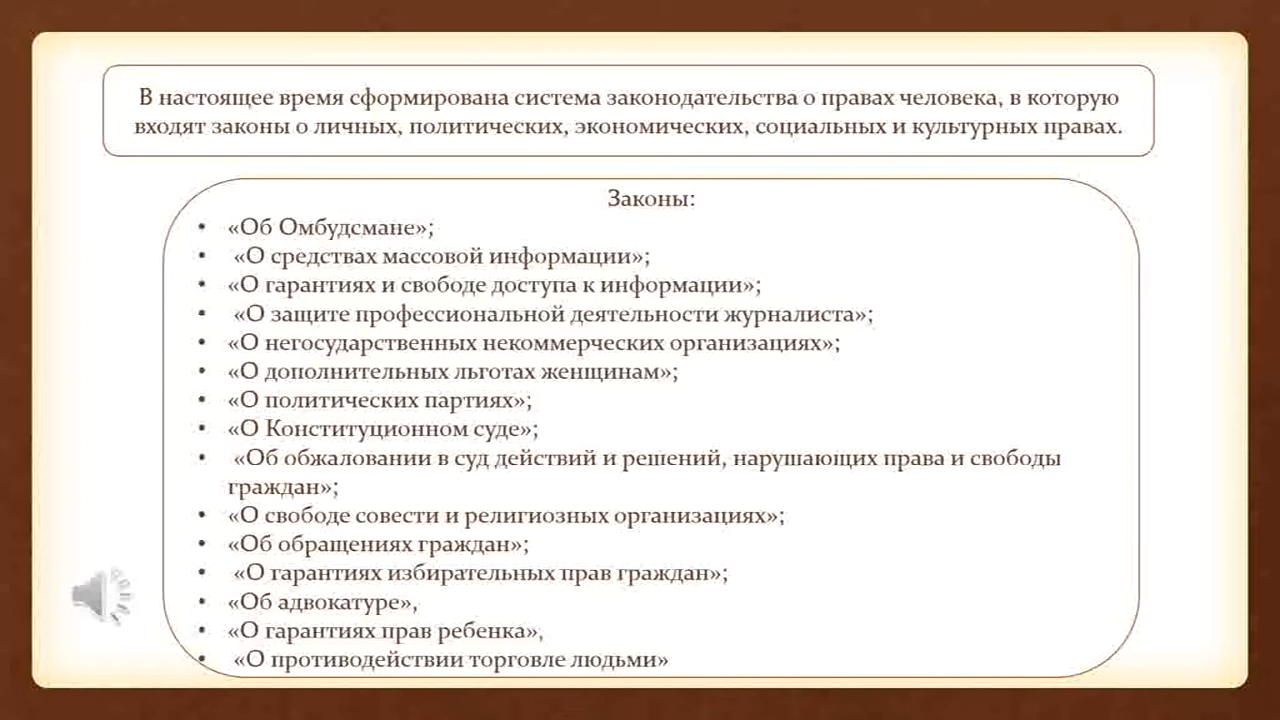 В настоящее время сформирована система законодательства о правах человека, в которую
входят законы о личных, политических, экономических, социальных и культурных правах.
Законы:
• «Об Омбудсмане»;
• «О средствах массовой информации»;
• «О гарантиях и свободе доступа к информации»;
• «О защите профессиональной деятельности журналиста»;
• «О негосударственных некоммерческих организациях»;
• «О дополнительных льготах женщинам»;
• «О политических партиях»;
• «О Конституционном суде»;
• «Об обжаловании в суд действий и решений, нарушающих права и свободы
граждан»;
• «О свободе совести и религиозных организациях»;
• «Об обращениях граждан»;
• «О гарантиях избирательных прав граждан»;
• «Об адвокатуре»,
• «О гарантиях прав ребенка»,
• «О противодействии торговле людьми»